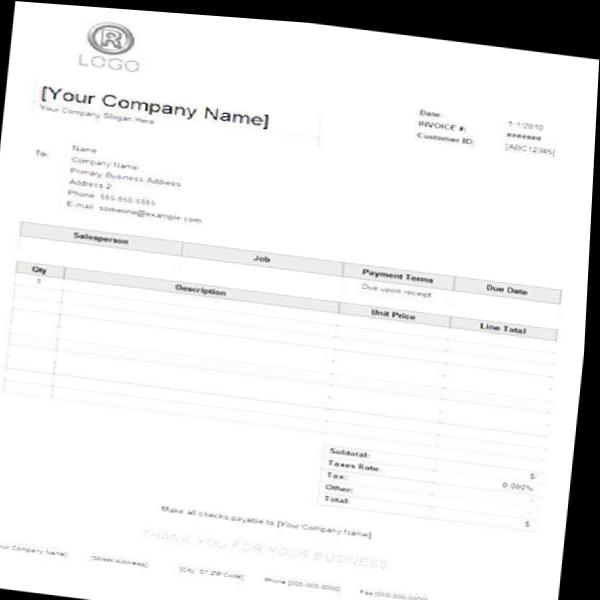 R
LOGO
[Your Company Name]
Your Company Slogan Here
Date: 1/1/2010
INVOICE #: #######
Customer ID: [ABC12345]
To: Name
Company Name
Primary Business Address
Address 2
Phone: 555-555-5555
E-mail: someone@example.com
Salesperson Job Payment Terms Due Date
Due upon receipt
Qty Description Unit Price Line Total
1
Subtotal: $
Taxes Rate: 0.000%
Tax: -
Other:
Total: $
Make all checks payable to [Your Company Name]
THANK YOU FOR YOUR BUSINESS
Company Name] [Street Address] [City, ST ZIP Code] Phone [000-000-0000] Fax [000-000-0000]